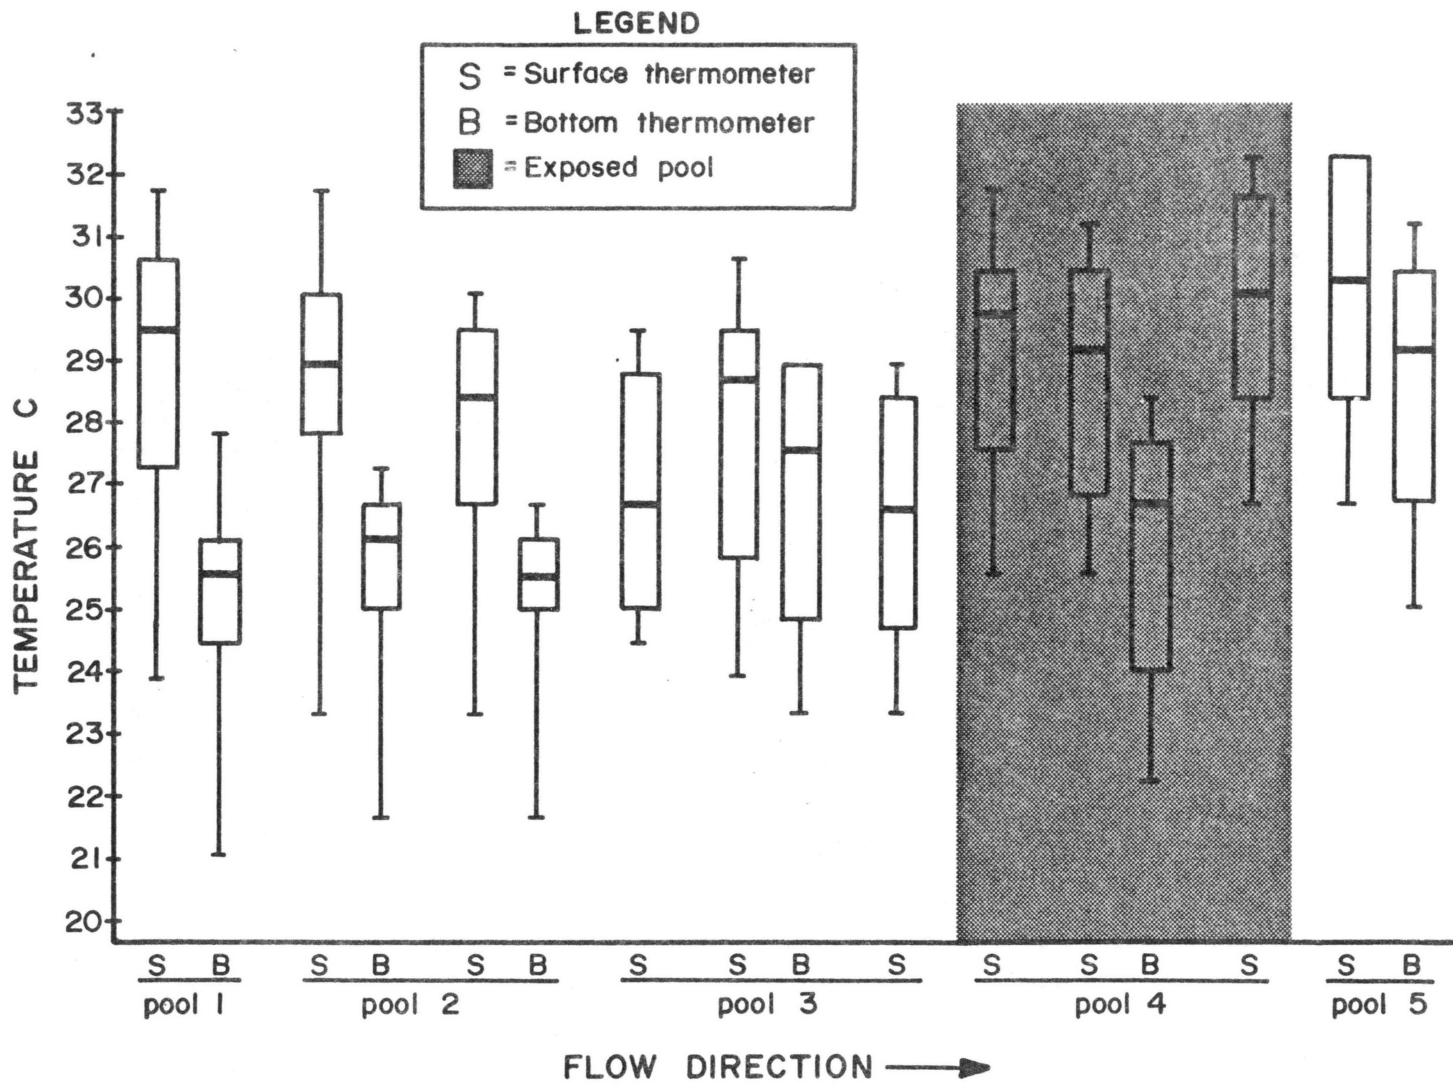 LEGEND
S = Surface thermometer
B = Bottom thermometer
= Exposed pool
TEMPERATURE C
33
32
31
30
29
28
27
26
25
24
23
22
21
20
S B S B S B S S B S S S B S S B
pool 1 pool 2 pool 3 pool 4 pool 5
FLOW DIRECTION